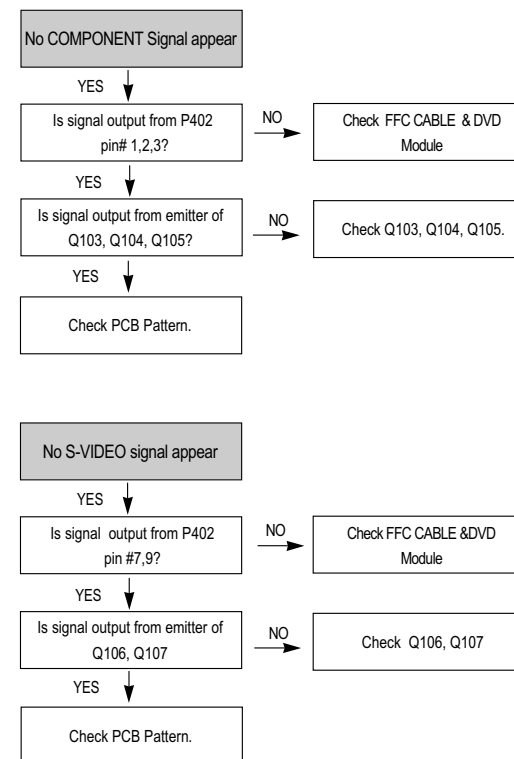 No COMPONENT Signal appear
YES
Is signal output from P402
pin# 1,2,3?
NO
Check FFC CABLE & DVD
Module
YES
Is signal output from emitter of
Q103, Q104, Q105?
NO
Check Q103, Q104, Q105.
YES
Check PCB Pattern.
No S-VIDEO signal appear
YES
Is signal output from P402
pin #7,9?
NO
Check FFC CABLE &DVD
Module
YES
Is signal output from emitter of
Q106, Q107
NO
Check Q106, Q107
YES
Check PCB Pattern.